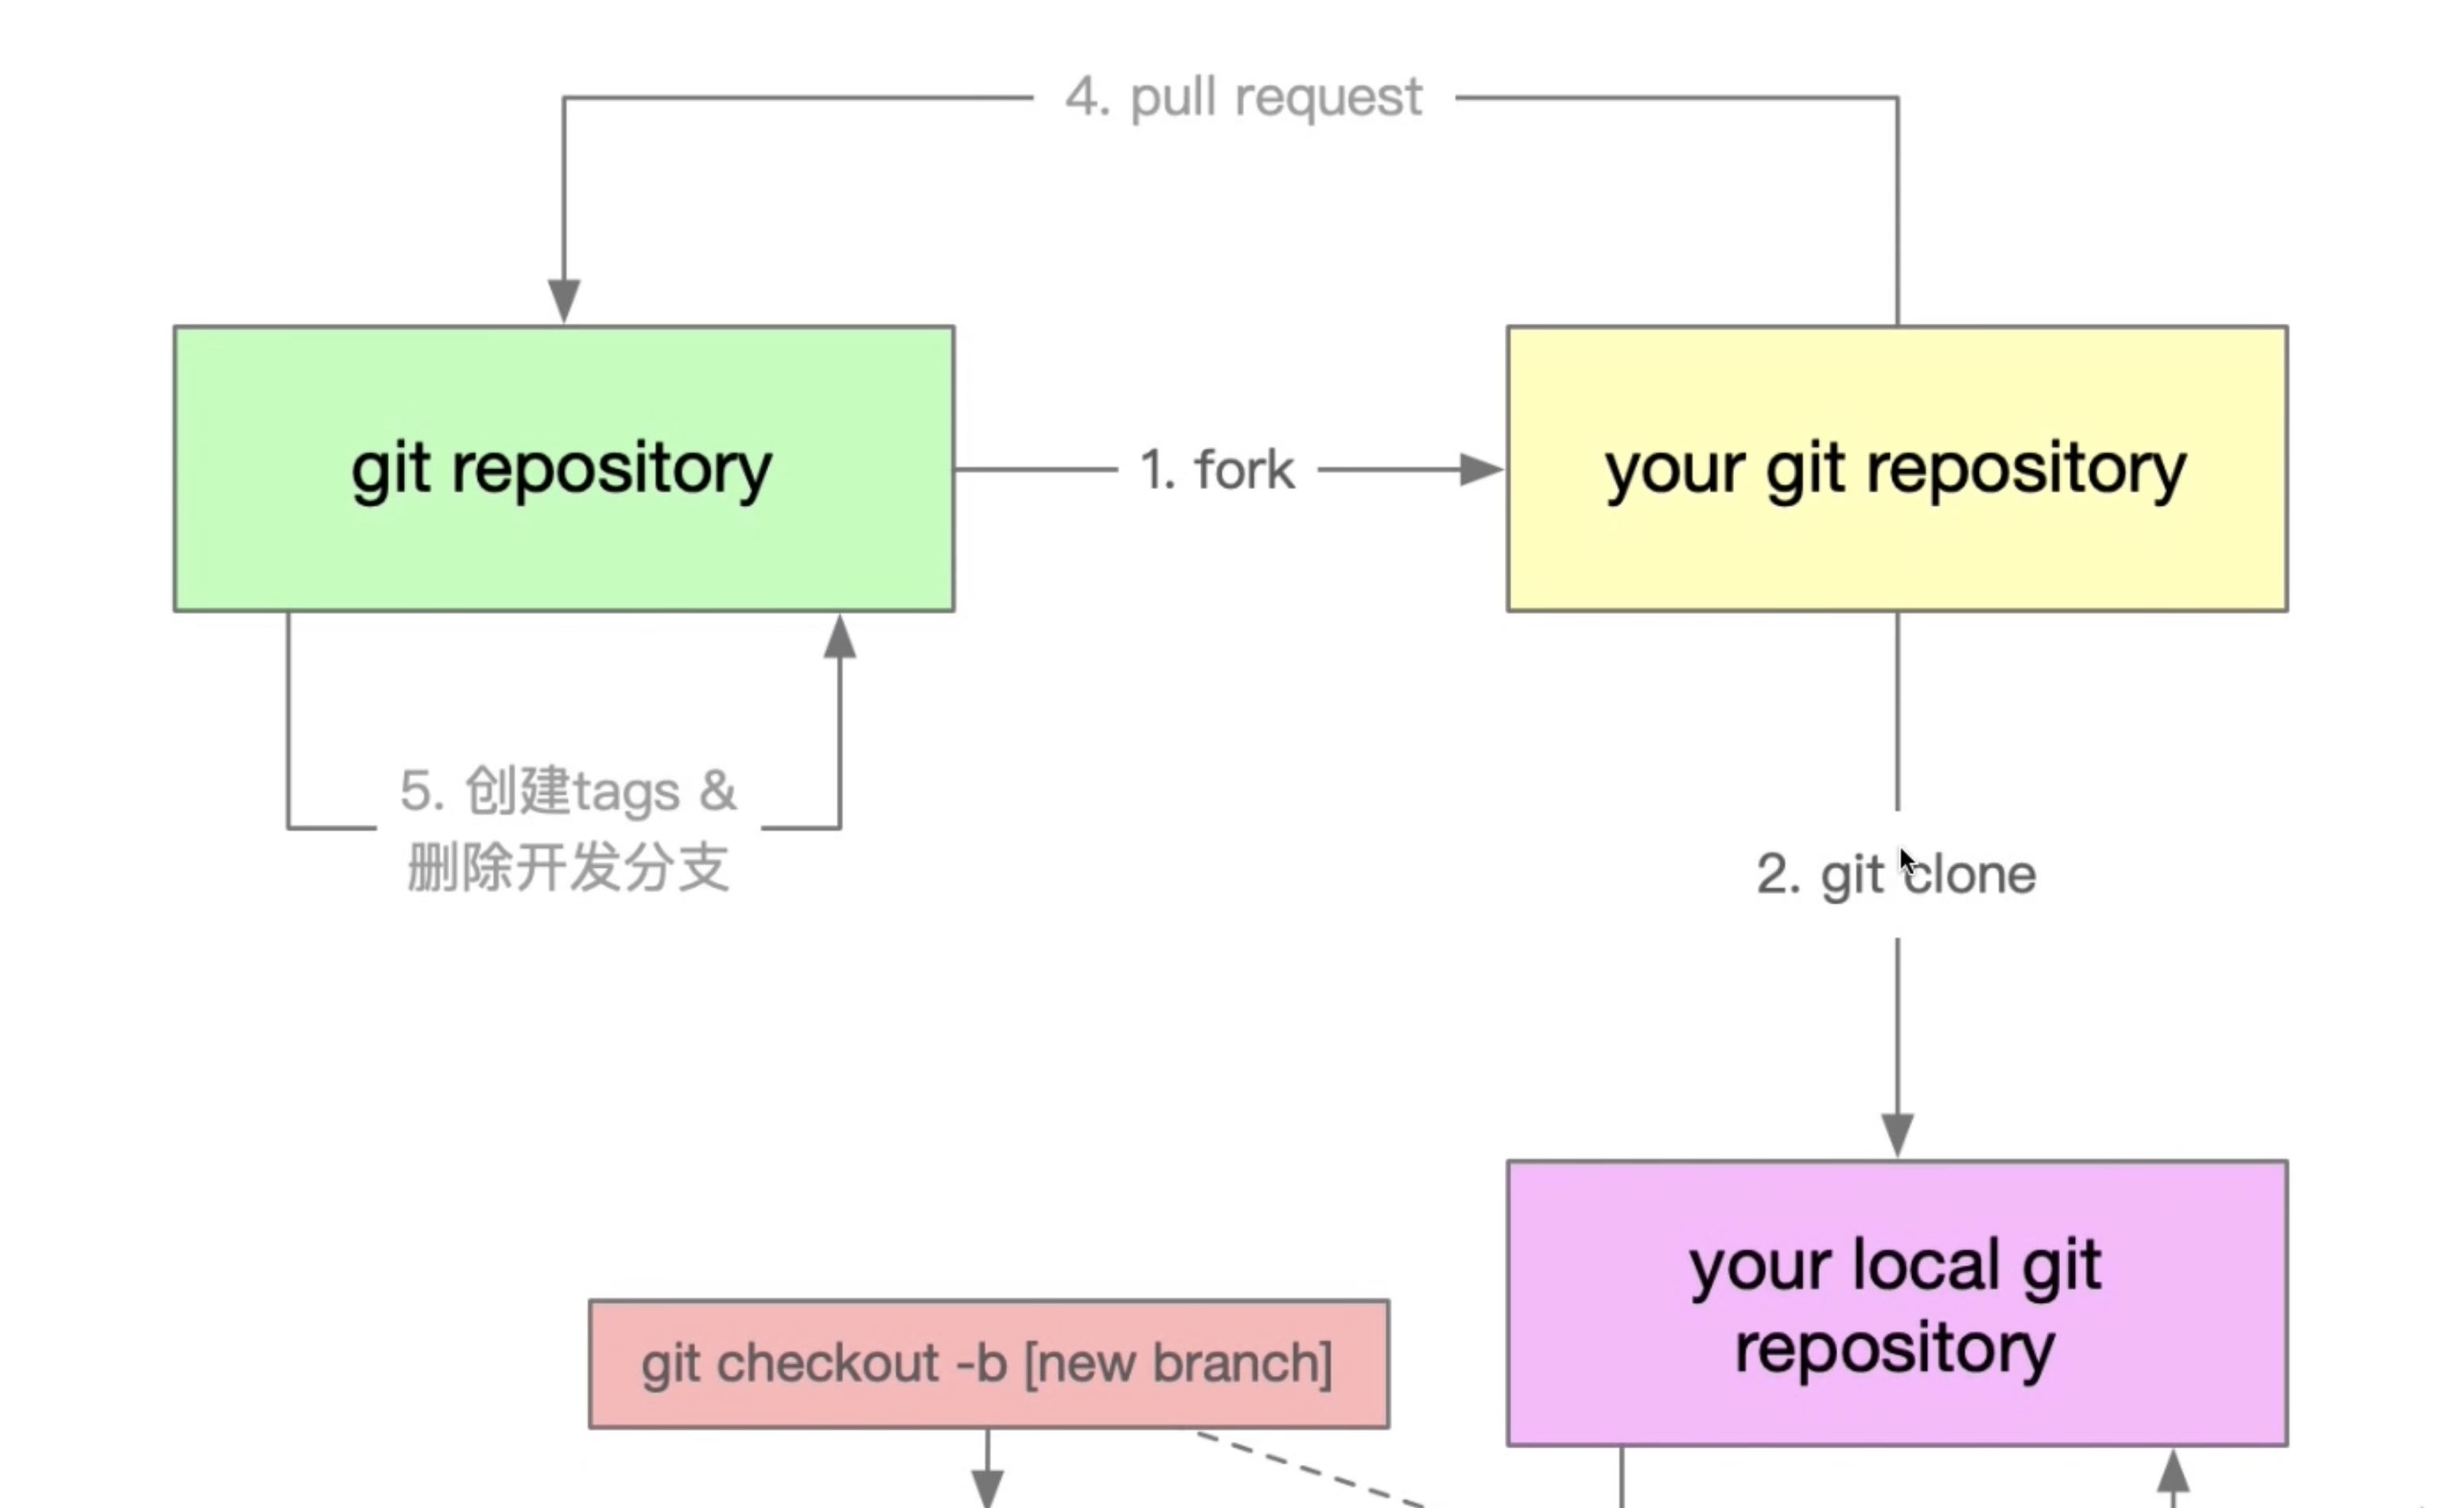 4. pull request
git repository
1. fork
your git repository
5. 创建tags &
删除开发分支
2. git clone
your local git
repository
git checkout -b [new branch]